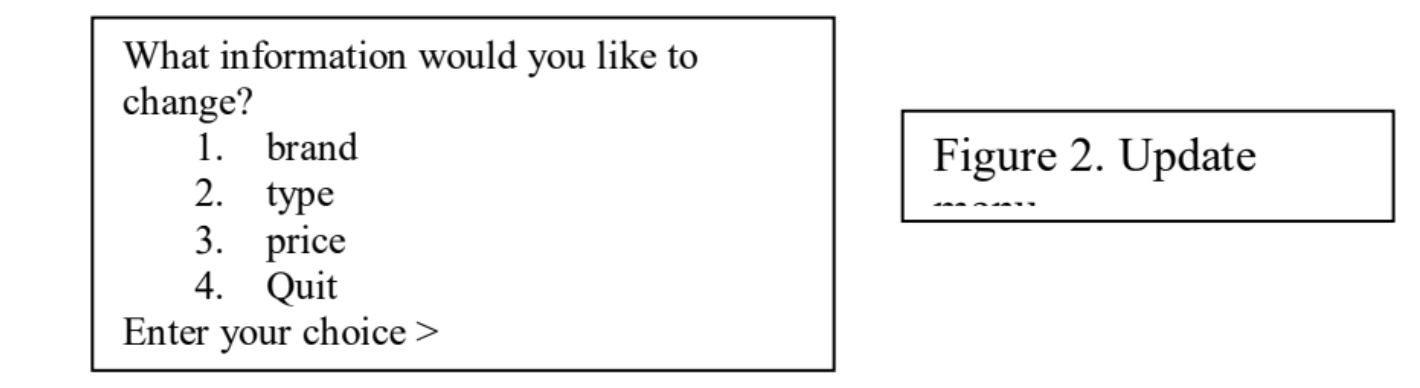 What information would you like to
change?
1. brand
2. type
3. price
4. Quit
Enter your choice >
Figure 2. Update